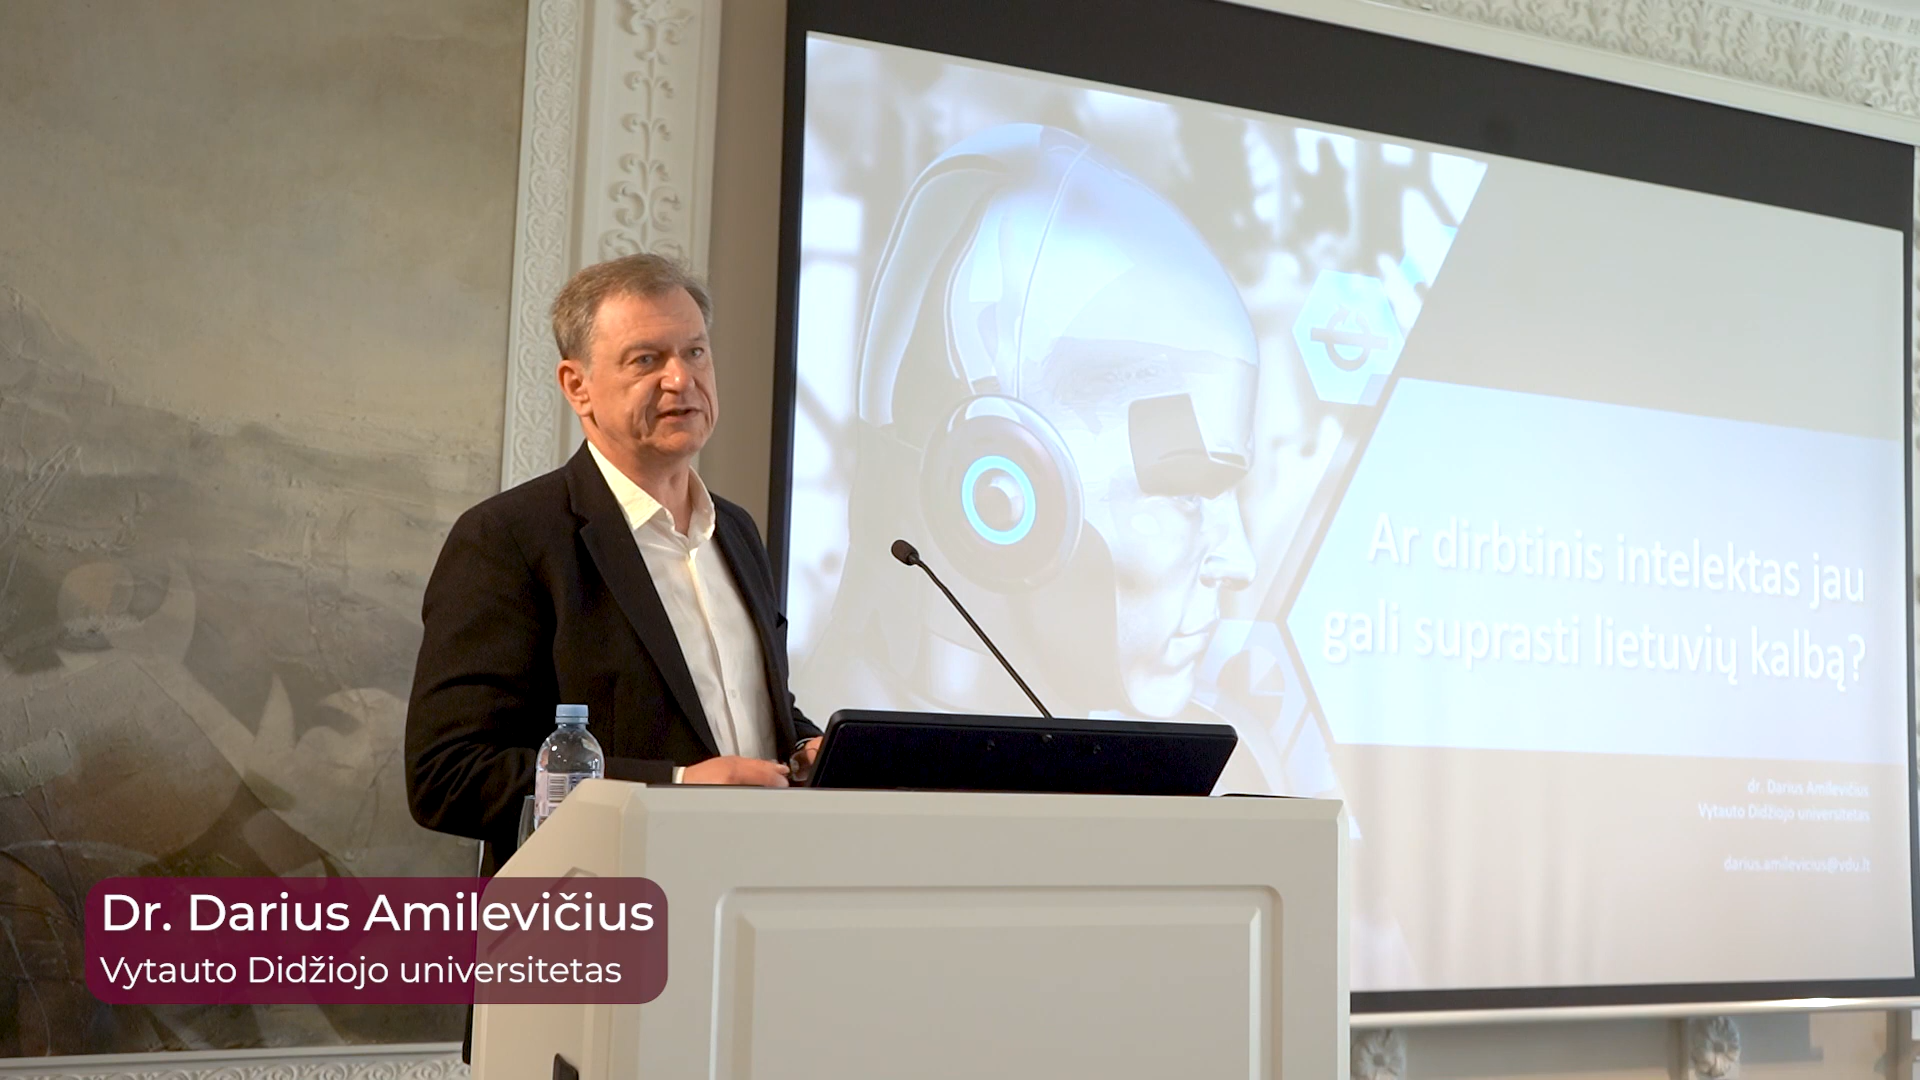 Ar dirbtinis intelektas jau
gali suprasti lietuvių kalbą?
dr. Darius Amilevičius
Vytauto Didžiojo universitetas
darius.amilevicius@vdu.lt
Dr. Darius Amilevičius
Vytauto Didžiojo universitetas